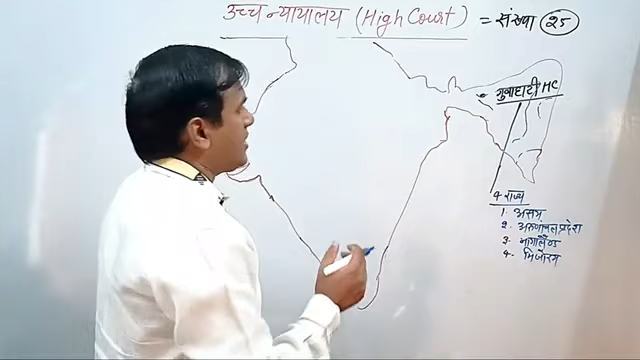 उच्च न्यायालय (High Court) = संख्या 25
गुवाहाटी HC
4 राज्य
1. असम
2. अरुणाचल प्रदेश
3. नागालैण्ड
4. मिजोरम